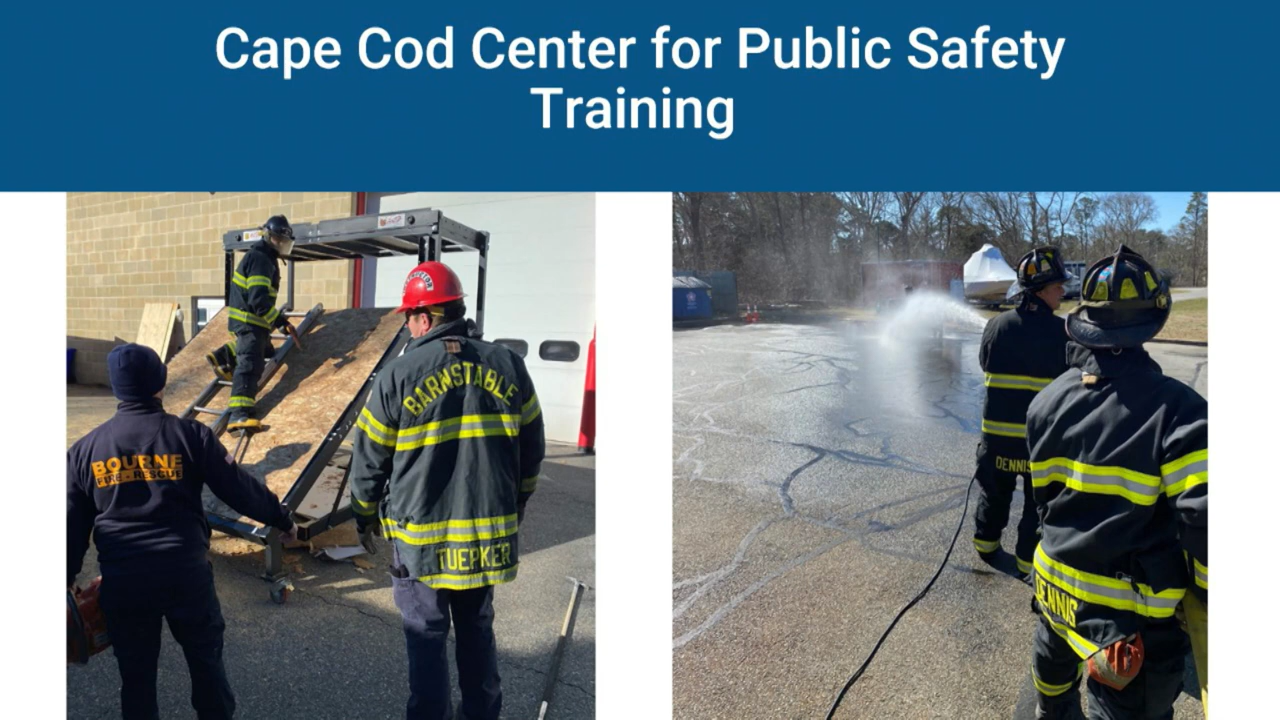 Cape Cod Center for Public Safety
Training
BOURNE
FIRE - RESCUE
BARNSTABLE
TUEPKER
DENNIS
DENNIS